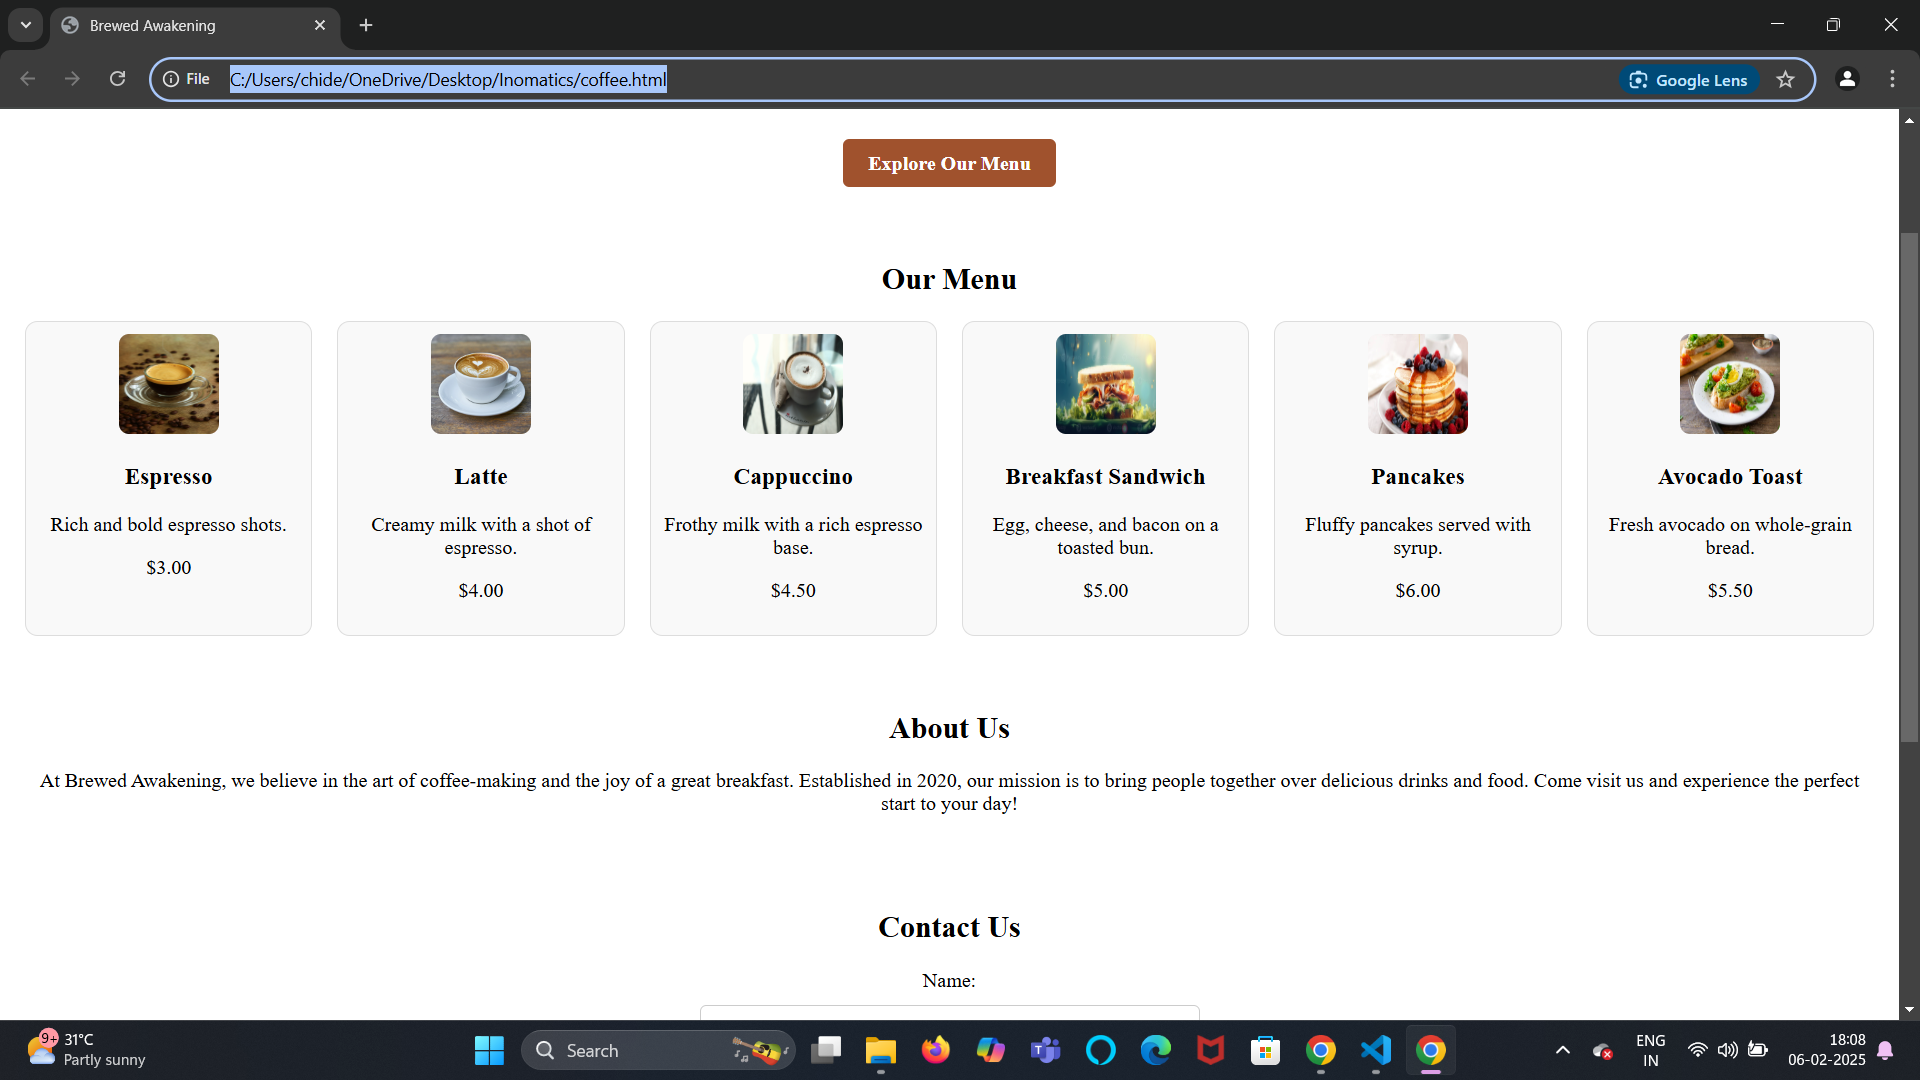 Brewed Awakening
File
C:/Users/chide/OneDrive/Desktop/Inomatics/coffee.html
Google Lens
Explore Our Menu
Our Menu
Espresso
Rich and bold espresso shots.
$3.00
Latte
Creamy milk with a shot of
espresso.
$4.00
Cappuccino
Frothy milk with a rich espresso
base.
$4.50
Breakfast Sandwich
Egg, cheese, and bacon on a
toasted bun.
$5.00
Pancakes
Fluffy pancakes served with
syrup.
$6.00
Avocado Toast
Fresh avocado on whole-grain
bread.
$5.50
About Us
At Brewed Awakening, we believe in the art of coffee-making and the joy of a great breakfast. Established in 2020, our mission is to bring people together over delicious drinks and food. Come visit us and experience the perfect
start to your day!
Contact Us
Name:
9+
31°C
Partly sunny
Search
ENG
IN
18:08
06-02-2025